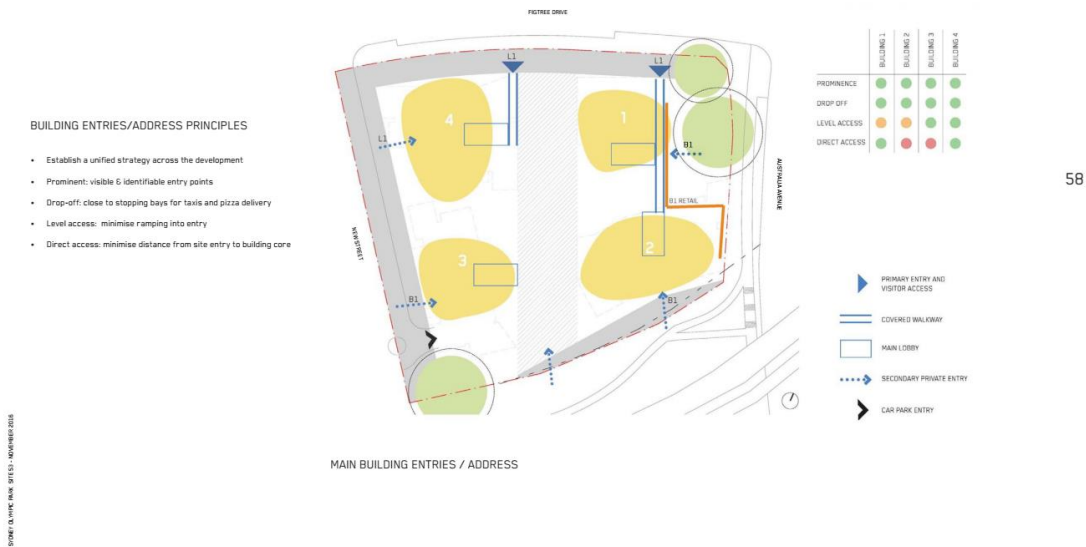 FIGTREE DRIVE
BUILDING 1
BUILDING 2
BUILDING 3
BUILDING 4
PROMINENCE
DROP OFF
LEVEL ACCESS
DIRECT ACCESS
BUILDING ENTRIES/ADDRESS PRINCIPLES
• Establish a unified strategy across the development
• Prominent: visible & identifiable entry points
• Drop-off: close to stopping bays for taxis and pizza delivery
• Level access: minimise ramping into entry
• Direct access: minimise distance from site entry to building core
L1
L1
4
1
L1
B1
AUSTRALIA AVENUE
58
B1 RETAIL
NEW STREET
3
2
B1
B1
PRIMARY ENTRY AND
VISITOR ACCESS
COVERED WALKWAY
MAIN LOBBY
SECONDARY PRIVATE ENTRY
CAR PARK ENTRY
MAIN BUILDING ENTRIES / ADDRESS
SYDNEY OLYMPIC PARK SITE 53 - NOVEMBER 2016